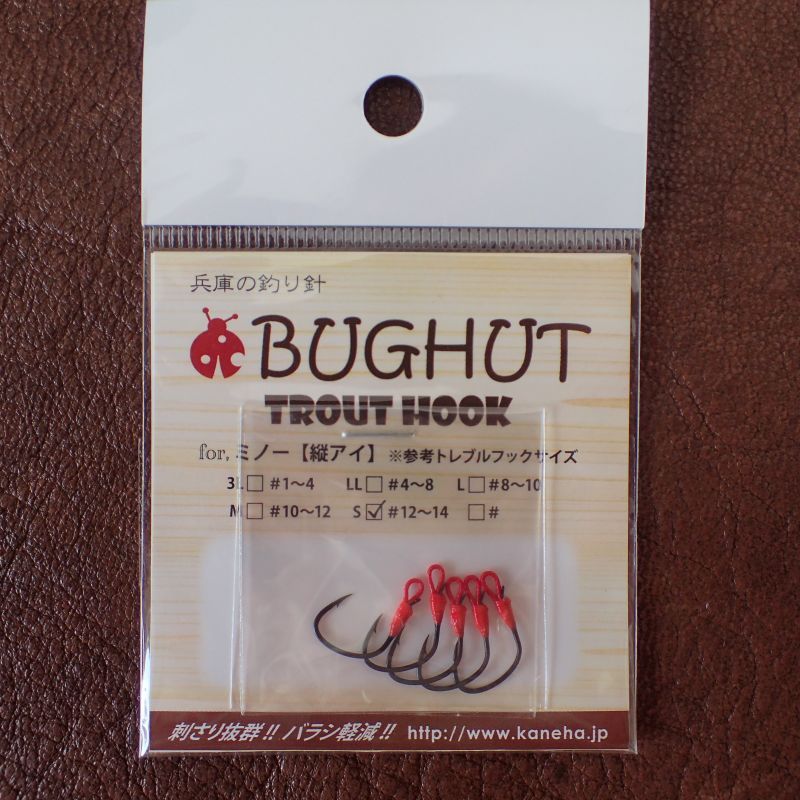 兵庫の釣り針
BUGHUT
TROUT HOOK
for, ミノー【縦アイ】 ※参考トレブルフックサイズ
3L□ #1〜4 LL□ #4〜8 L□ #8〜10
M□ #10〜12 S☑ #12〜14 □ #
刺さり抜群!! バラシ軽減!! http://www.kaneha.jp